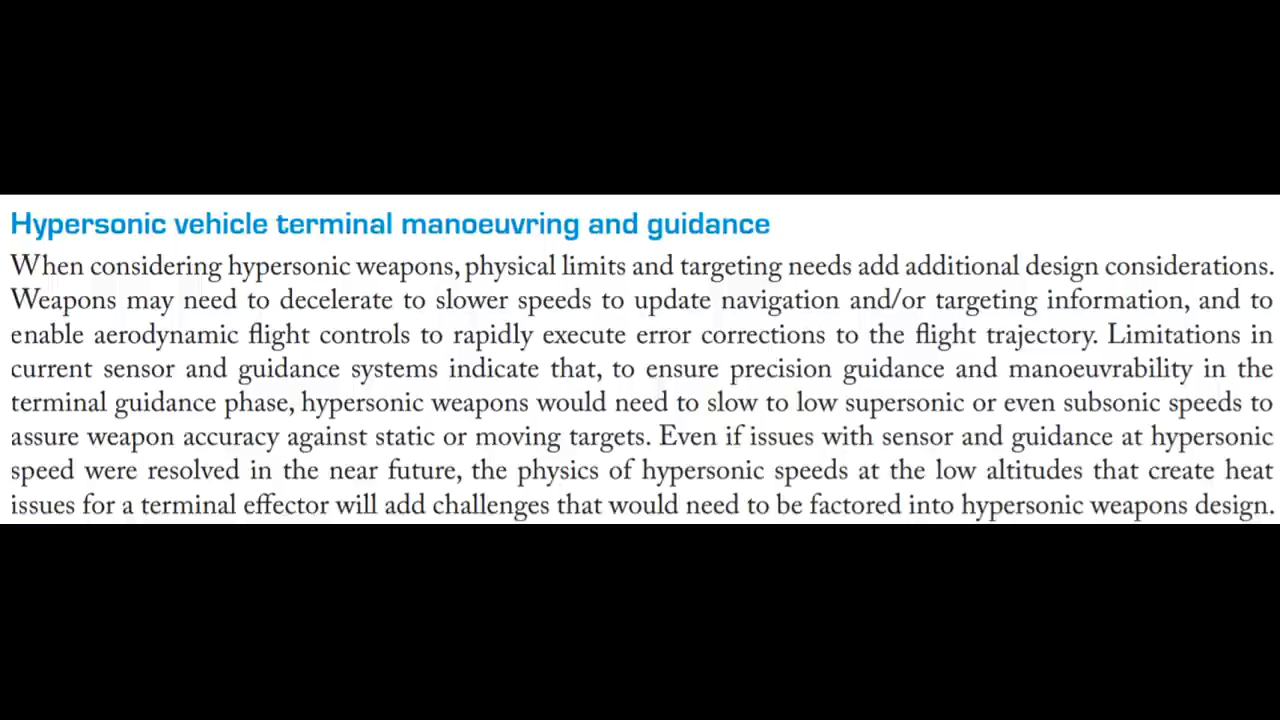 Hypersonic vehicle terminal manoeuvring and guidance
When considering hypersonic weapons, physical limits and targeting needs add additional design considerations.
Weapons may need to decelerate to slower speeds to update navigation and/or targeting information, and to
enable aerodynamic flight controls to rapidly execute error corrections to the flight trajectory. Limitations in
current sensor and guidance systems indicate that, to ensure precision guidance and manoeuvrability in the
terminal guidance phase, hypersonic weapons would need to slow to low supersonic or even subsonic speeds to
assure weapon accuracy against static or moving targets. Even if issues with sensor and guidance at hypersonic
speed were resolved in the near future, the physics of hypersonic speeds at the low altitudes that create heat
issues for a terminal effector will add challenges that would need to be factored into hypersonic weapons design.